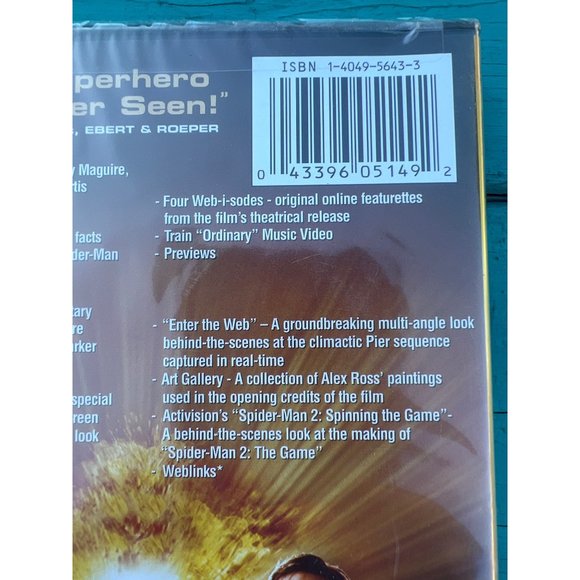 ISBN 1-4049-5643-3
perhero
er Seen!"
, EBERT & ROEPER
0 43396 05149 2
y Maguire,
rtis
facts
der-Man
- Four Web-i-sodes - original online featurettes
from the film's theatrical release
- Train "Ordinary" Music Video
- Previews
tary
re
arker
special
reen
look
- "Enter the Web" – A groundbreaking multi-angle look
behind-the-scenes at the climactic Pier sequence
captured in real-time
- Art Gallery - A collection of Alex Ross' paintings
used in the opening credits of the film
- Activision's "Spider-Man 2: Spinning the Game"-
A behind-the-scenes look at the making of
"Spider-Man 2: The Game"
- Weblinks*